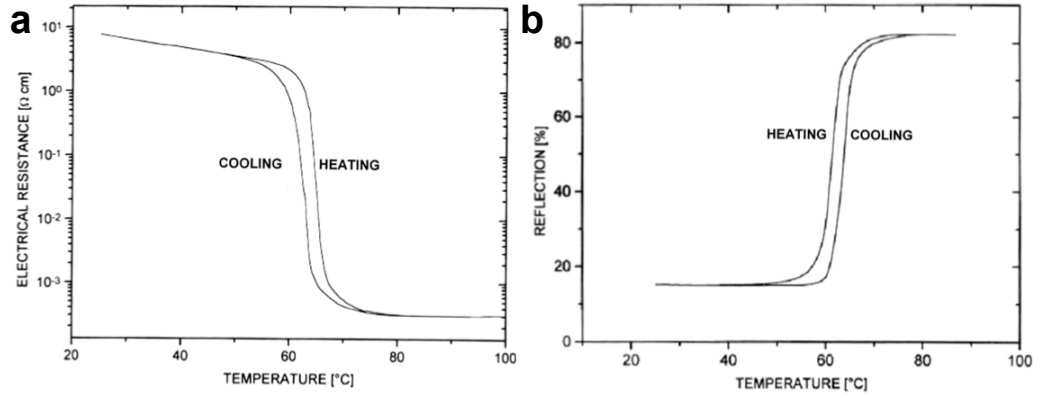 a
ELECTRICAL RESISTANCE [Ω cm]
10¹
10⁰
10⁻¹
10⁻²
10⁻³
COOLING
HEATING
20
40
60
80
100
TEMPERATURE [°C]
b
REFLECTION [%]
80
60
40
20
0
HEATING
COOLING
20
40
60
80
100
TEMPERATURE [°C]